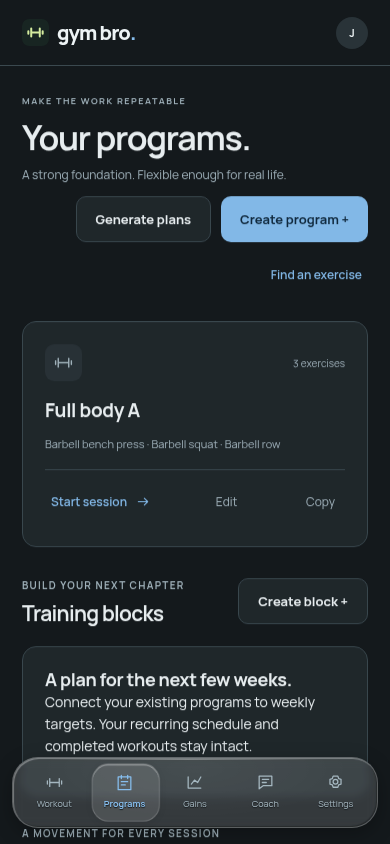 gym bro.
J
MAKE THE WORK REPEATABLE
Your programs.
A strong foundation. Flexible enough for real life.
Generate plans
Create program +
Find an exercise
3 exercises
Full body A
Barbell bench press · Barbell squat · Barbell row
Start session →
Edit
Copy
BUILD YOUR NEXT CHAPTER
Training blocks
Create block +
A plan for the next few weeks.
Connect your existing programs to weekly
targets. Your recurring schedule and
completed workouts stay intact.
Workout
Programs
Gains
Coach
Settings
A MOVEMENT FOR EVERY SESSION